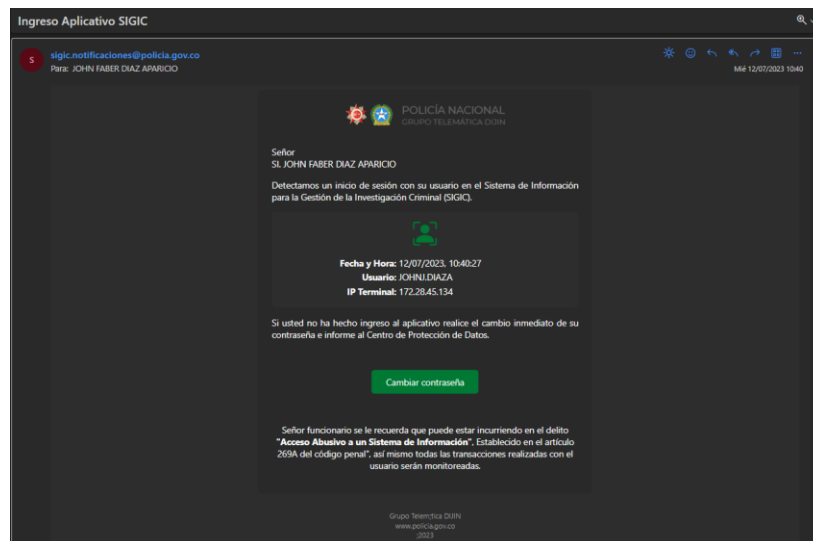 Ingreso Aplicativo SIGIC
S
sigic.notificaciones@policia.gov.co
Para: JOHN FABER DIAZ APARICIO
Mié 12/07/2023 10:40
POLICÍA NACIONAL
GRUPO TELEMÁTICA DIJIN
Señor
SI. JOHN FABER DIAZ APARICIO
Detectamos un inicio de sesión con su usuario en el Sistema de Información
para la Gestión de la Investigación Criminal (SIGIC).
Fecha y Hora: 12/07/2023, 10:40:27
Usuario: JOHNJ.DIAZA
IP Terminal: 172.28.45.134
Si usted no ha hecho ingreso al aplicativo realice el cambio inmediato de su
contraseña e informe al Centro de Protección de Datos.
Cambiar contraseña
Señor funcionario se le recuerda que puede estar incurriendo en el delito
"Acceso Abusivo a un Sistema de Información", Establecido en el artículo
269A del código penal", así mismo todas las transacciones realizadas con el
usuario serán monitoreadas.
Grupo Telem;tica DIJIN
www.policia.gov.co
;2023